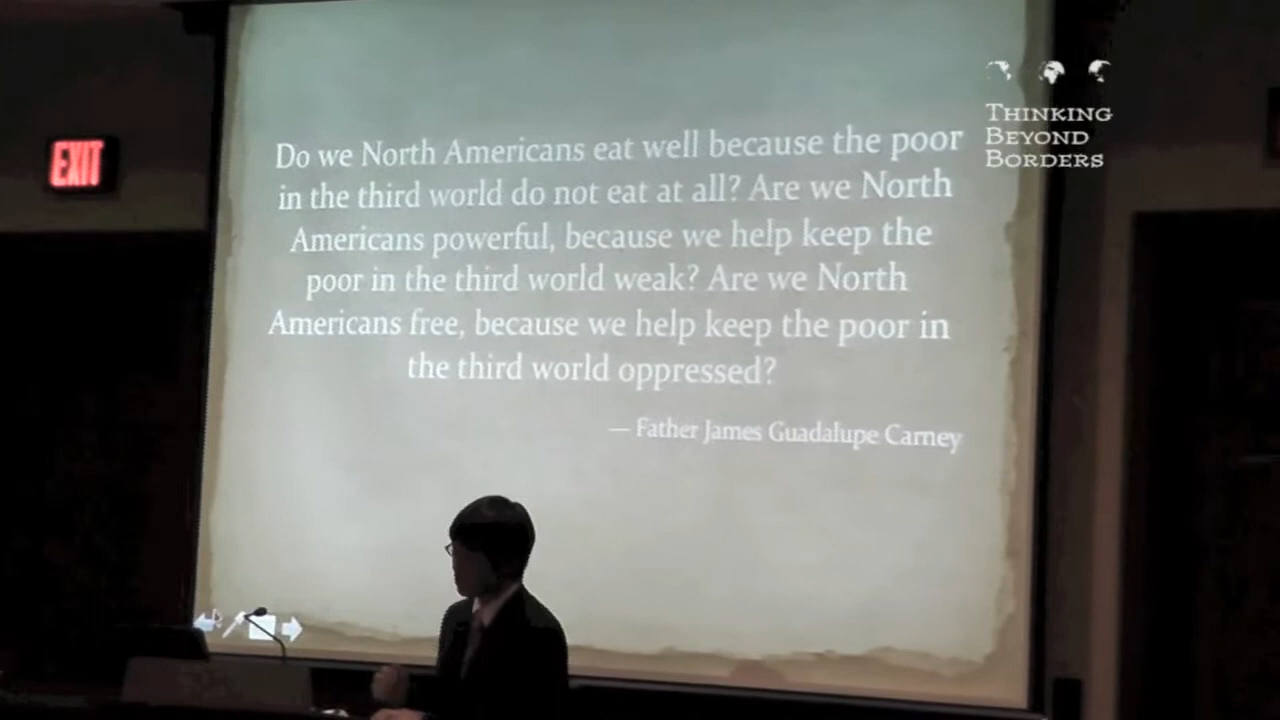 EXIT
THINKING
BEYOND
BORDERS
Do we North Americans eat well because the poor
in the third world do not eat at all? Are we North
Americans powerful, because we help keep the
poor in the third world weak? Are we North
Americans free, because we help keep the poor in
the third world oppressed?
— Father James Guadalupe Carney